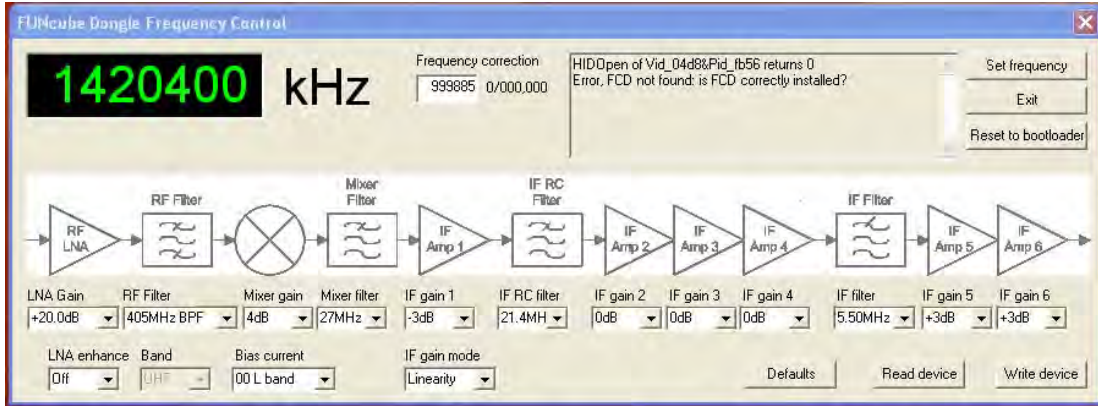 FUNcube Dongle Frequency Control
1420400 kHz
Frequency correction
999885 0/000,000
HIDOpen of Vid_04d8&Pid_fb56 returns 0
Error, FCD not found: is FCD correctly installed?
Set frequency
Exit
Reset to bootloader
RF Filter
Mixer
Filter
IF RC
Filter
IF Filter
RF
LNA
IF
Amp 1
IF
Amp 2
IF
Amp 3
IF
Amp 4
IF
Amp 5
IF
Amp 6
LNA Gain RF Filter Mixer gain Mixer filter IF gain 1 IF RC filter IF gain 2 IF gain 3 IF gain 4 IF filter IF gain 5 IF gain 6
+20.0dB 405MHz BPF 4dB 27MHz -3dB 21.4MH 0dB 0dB 0dB 5.50MHz +3dB +3dB
LNA enhance Band Bias current IF gain mode
Off UHF 00 L band Linearity
Defaults Read device Write device